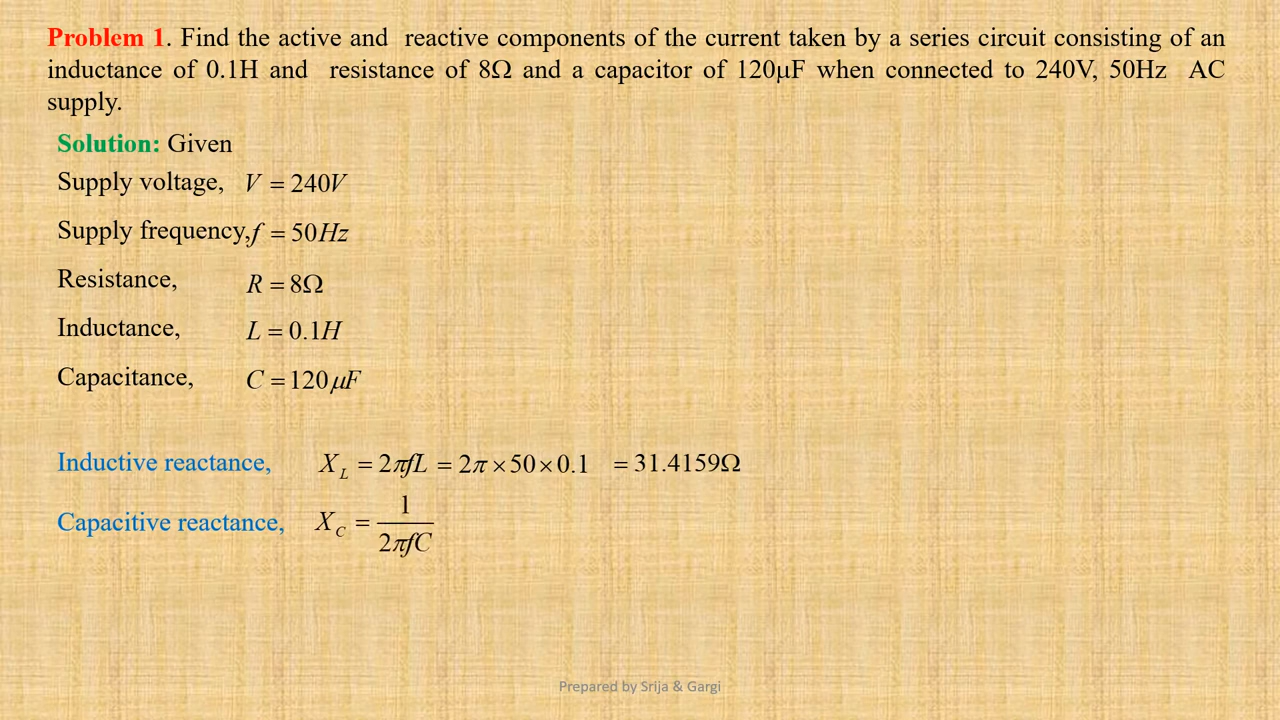 Problem 1. Find the active and reactive components of the current taken by a series circuit consisting of an
inductance of 0.1H and resistance of 8Ω and a capacitor of 120μF when connected to 240V, 50Hz AC
supply.
Solution: Given
Supply voltage, V = 240V
Supply frequency, f = 50Hz
Resistance, R = 8Ω
Inductance, L = 0.1H
Capacitance, C = 120μF
Inductive reactance, X_L = 2πfL = 2π × 50 × 0.1 = 31.4159Ω
Capacitive reactance, X_C = 1 / 2πfC
Prepared by Srija & Gargi